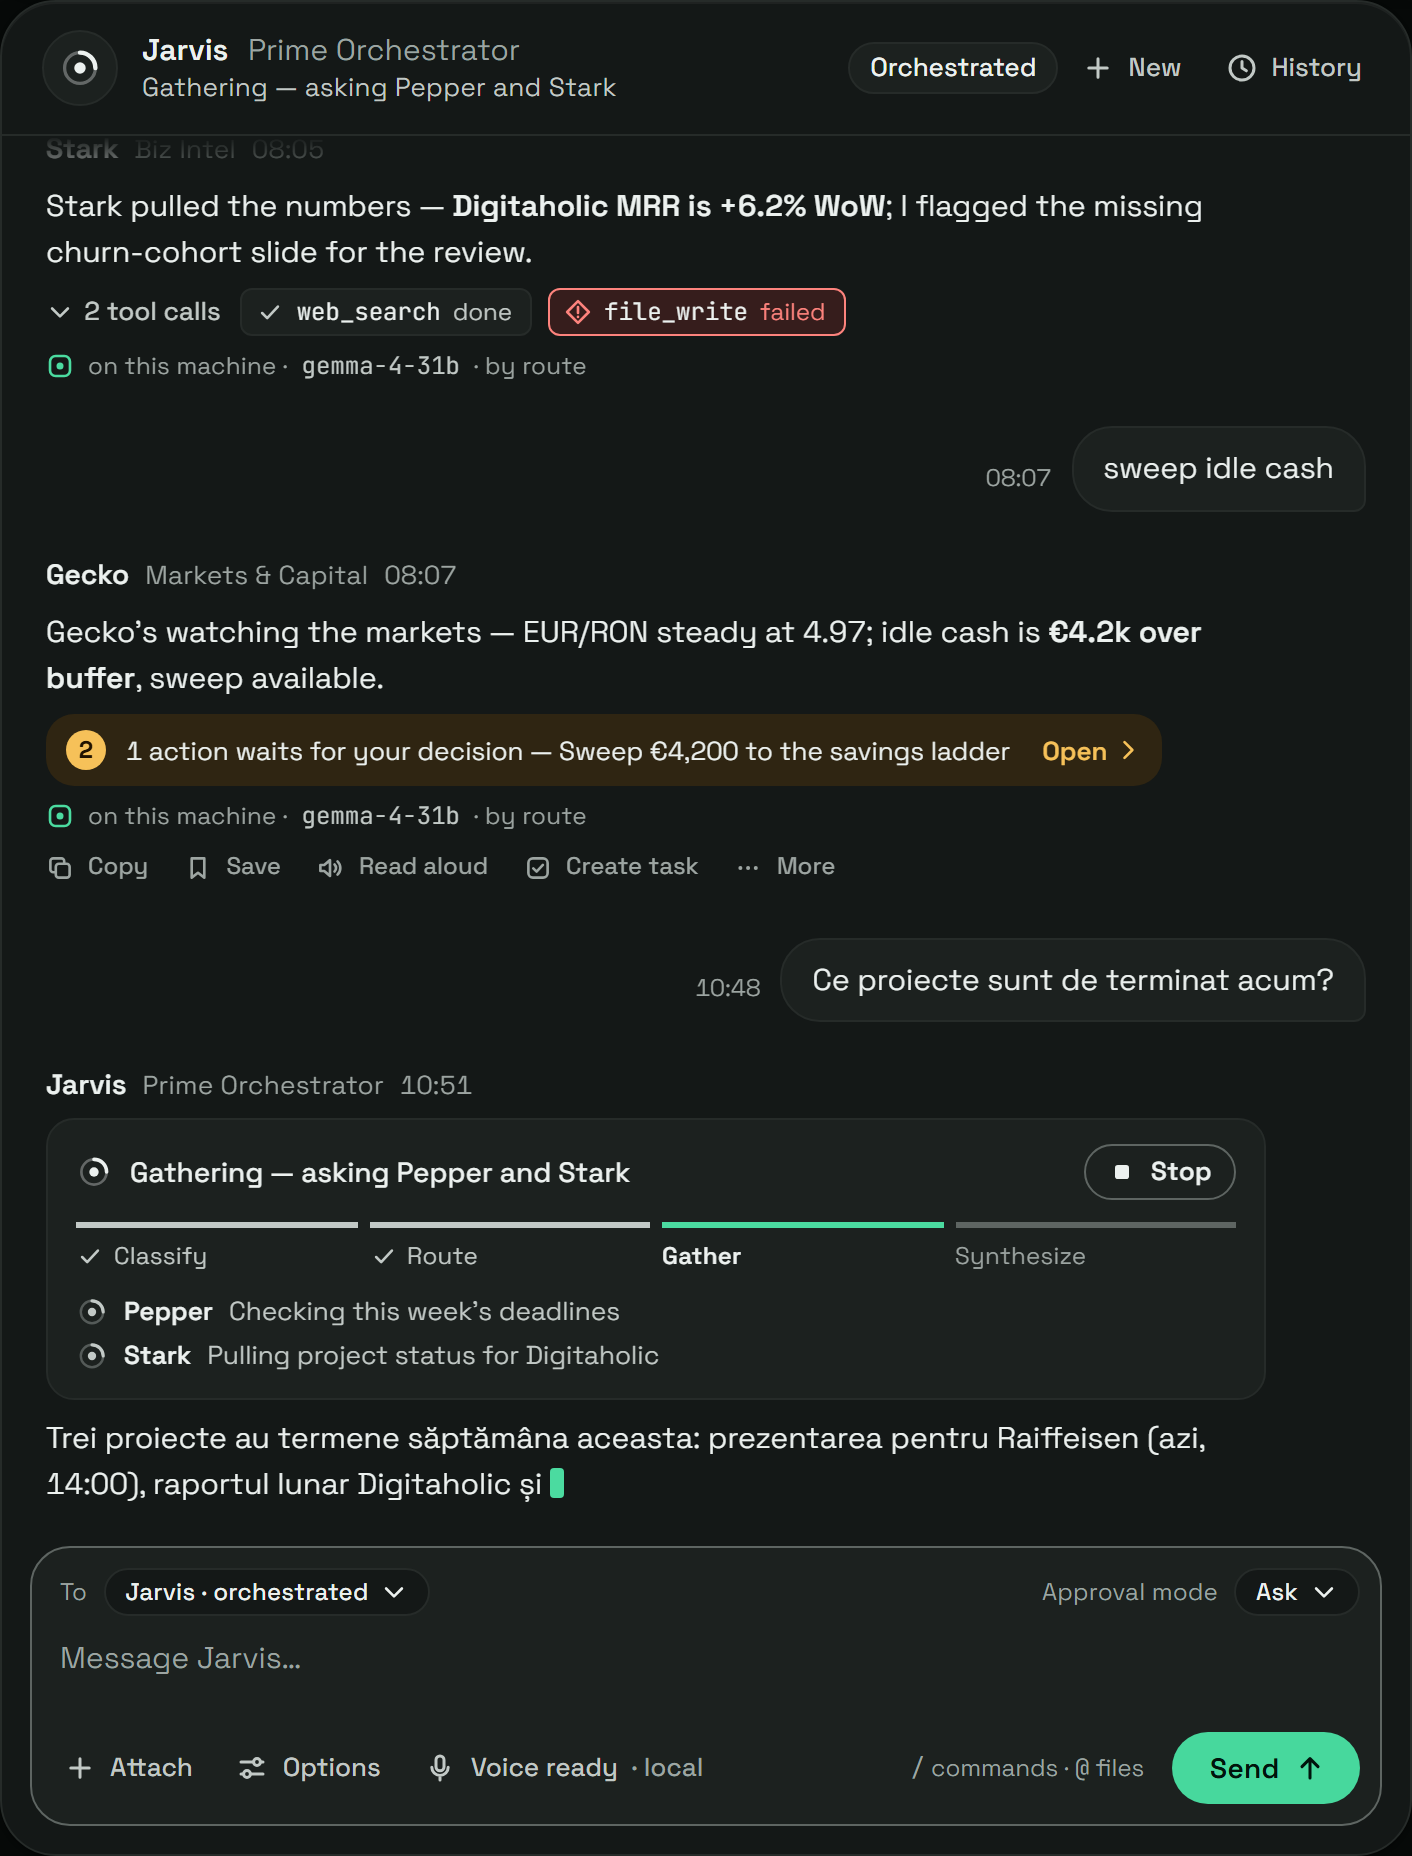 Jarvis Prime Orchestrator
Gathering — asking Pepper and Stark
Orchestrated
New
History
Stark Biz Intel 08:05
Stark pulled the numbers — Digitaholic MRR is +6.2% WoW; I flagged the missing
churn-cohort slide for the review.
2 tool calls
web_search done
file_write failed
on this machine · gemma-4-31b · by route
08:07
sweep idle cash
Gecko Markets & Capital 08:07
Gecko’s watching the markets — EUR/RON steady at 4.97; idle cash is €4.2k over
buffer, sweep available.
2 1 action waits for your decision — Sweep €4,200 to the savings ladder Open
on this machine · gemma-4-31b · by route
Copy Save Read aloud Create task More
10:48
Ce proiecte sunt de terminat acum?
Jarvis Prime Orchestrator 10:51
Gathering — asking Pepper and Stark
Stop
Classify Route Gather Synthesize
Pepper Checking this week’s deadlines
Stark Pulling project status for Digitaholic
Trei proiecte au termene săptămâna aceasta: prezentarea pentru Raiffeisen (azi,
14:00), raportul lunar Digitaholic și
To Jarvis · orchestrated
Approval mode Ask
Message Jarvis…
Attach Options Voice ready · local
/ commands · @ files
Send